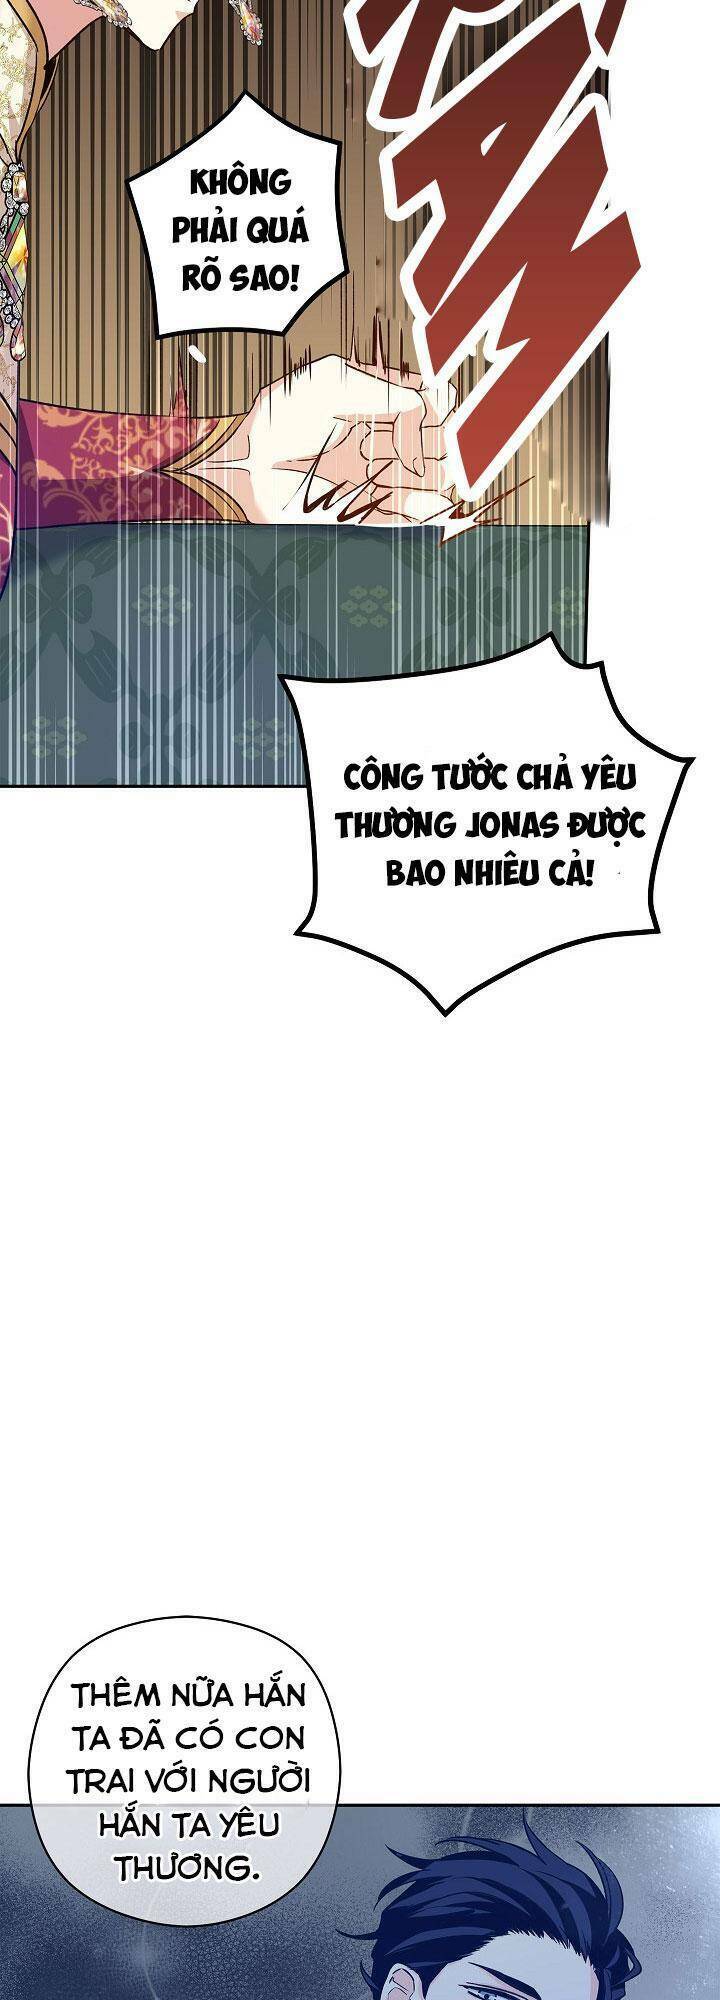 KHÔNG
PHẢI QUÁ
RÕ SAO!
CÔNG TƯỚC CHẢ YÊU
THƯƠNG JONAS ĐƯỢC
BAO NHIÊU CẢ!
THÊM NỮA HẮN
TA ĐÃ CÓ CON
TRAI VỚI NGƯỜI
HẮN TA YÊU
THƯƠNG.